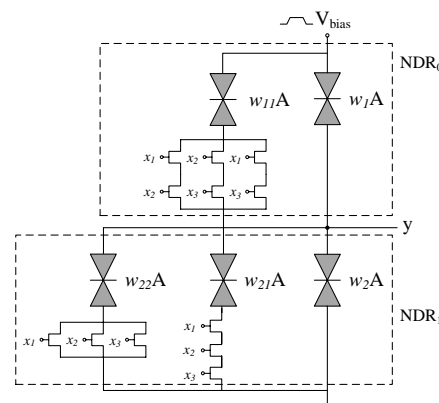 V_bias
NDR_0
w_11A w_1A
x_1 x_2 x_1
x_2 x_3 x_3
y
w_22A w_21A w_2A
NDR
x_1
x_1 x_2 x_3
x_2
x_3